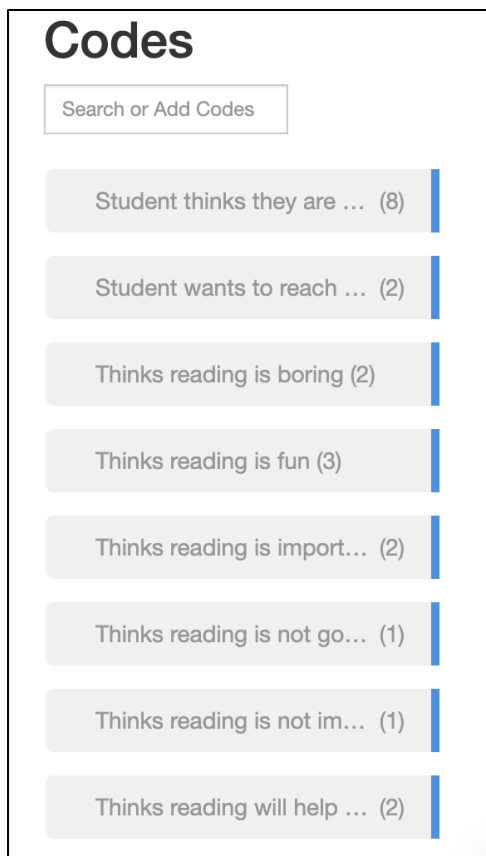 Codes
Search or Add Codes
Student thinks they are … (8)
Student wants to reach … (2)
Thinks reading is boring (2)
Thinks reading is fun (3)
Thinks reading is import… (2)
Thinks reading is not go… (1)
Thinks reading is not im… (1)
Thinks reading will help … (2)